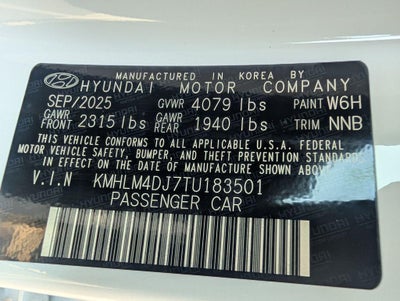 MANUFACTURED IN KOREA BY
HYUNDAI MOTOR COMPANY
SEP/2025 GVWR 4079 lbs PAINT W6H
GAWR FRONT 2315 lbs GAWR REAR 1940 lbs TRIM NNB
THIS VEHICLE CONFORMS TO ALL APPLICABLE U.S.A. FEDERAL
MOTOR VEHICLE SAFETY, BUMPER, AND THEFT PREVENTION STANDARDS
IN EFFECT ON THE DATE OF MANUFACTURE SHOWN ABOVE.
V.I.N KMHLM4DJ7TU183501
PASSENGER CAR